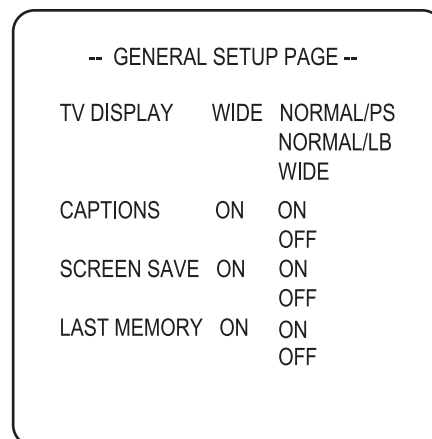 -- GENERAL SETUP PAGE --
TV DISPLAY WIDE NORMAL/PS
NORMAL/LB
WIDE
CAPTIONS ON ON
OFF
SCREEN SAVE ON ON
OFF
LAST MEMORY ON ON
OFF